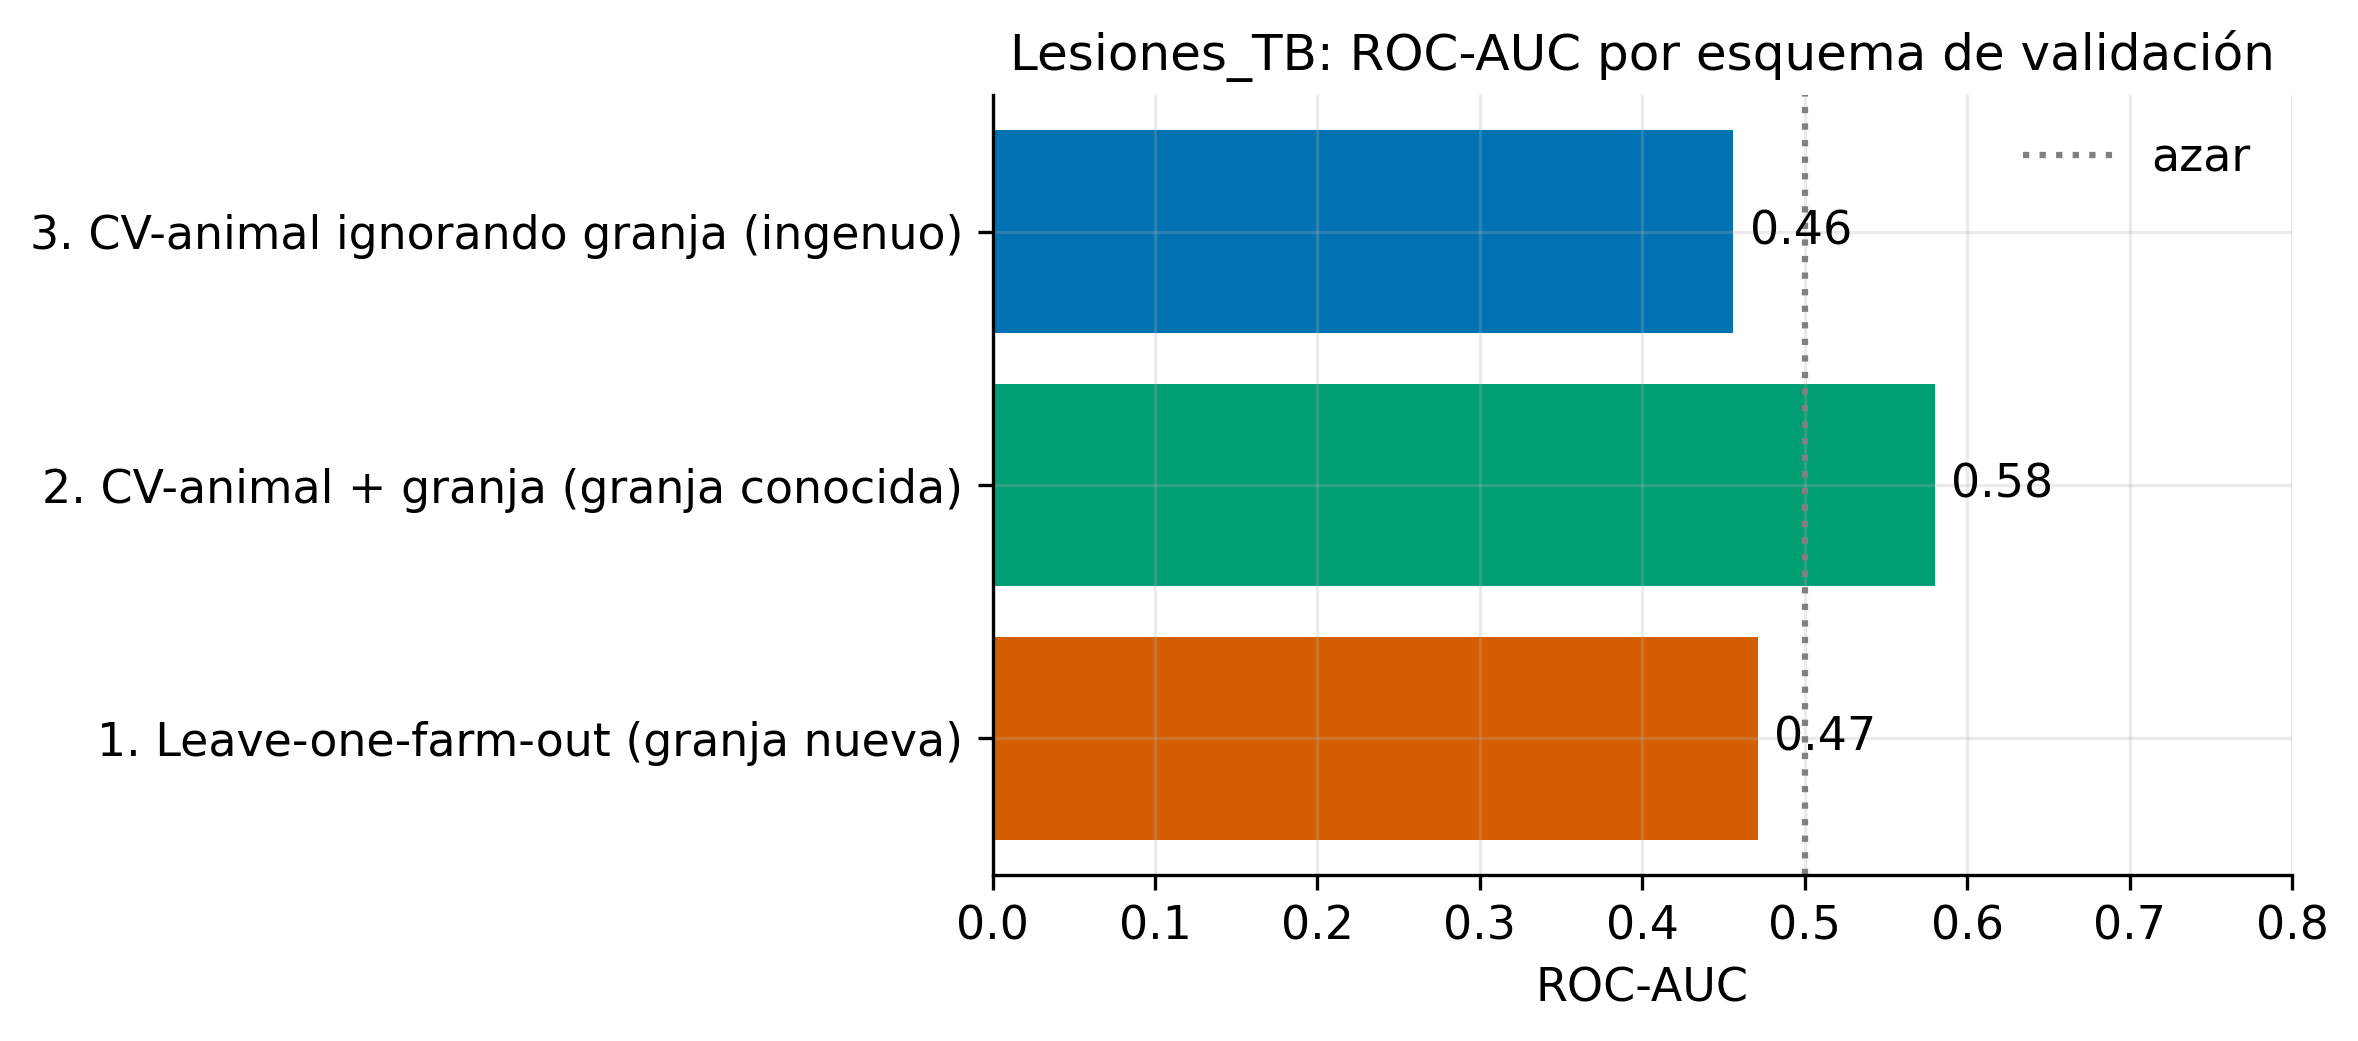 Lesiones_TB: ROC-AUC por esquema de validación
azar
3. CV-animal ignorando granja (ingenuo)
0.46
2. CV-animal + granja (granja conocida)
0.58
1. Leave-one-farm-out (granja nueva)
0.47
0.0 0.1 0.2 0.3 0.4 0.5 0.6 0.7 0.8
ROC-AUC